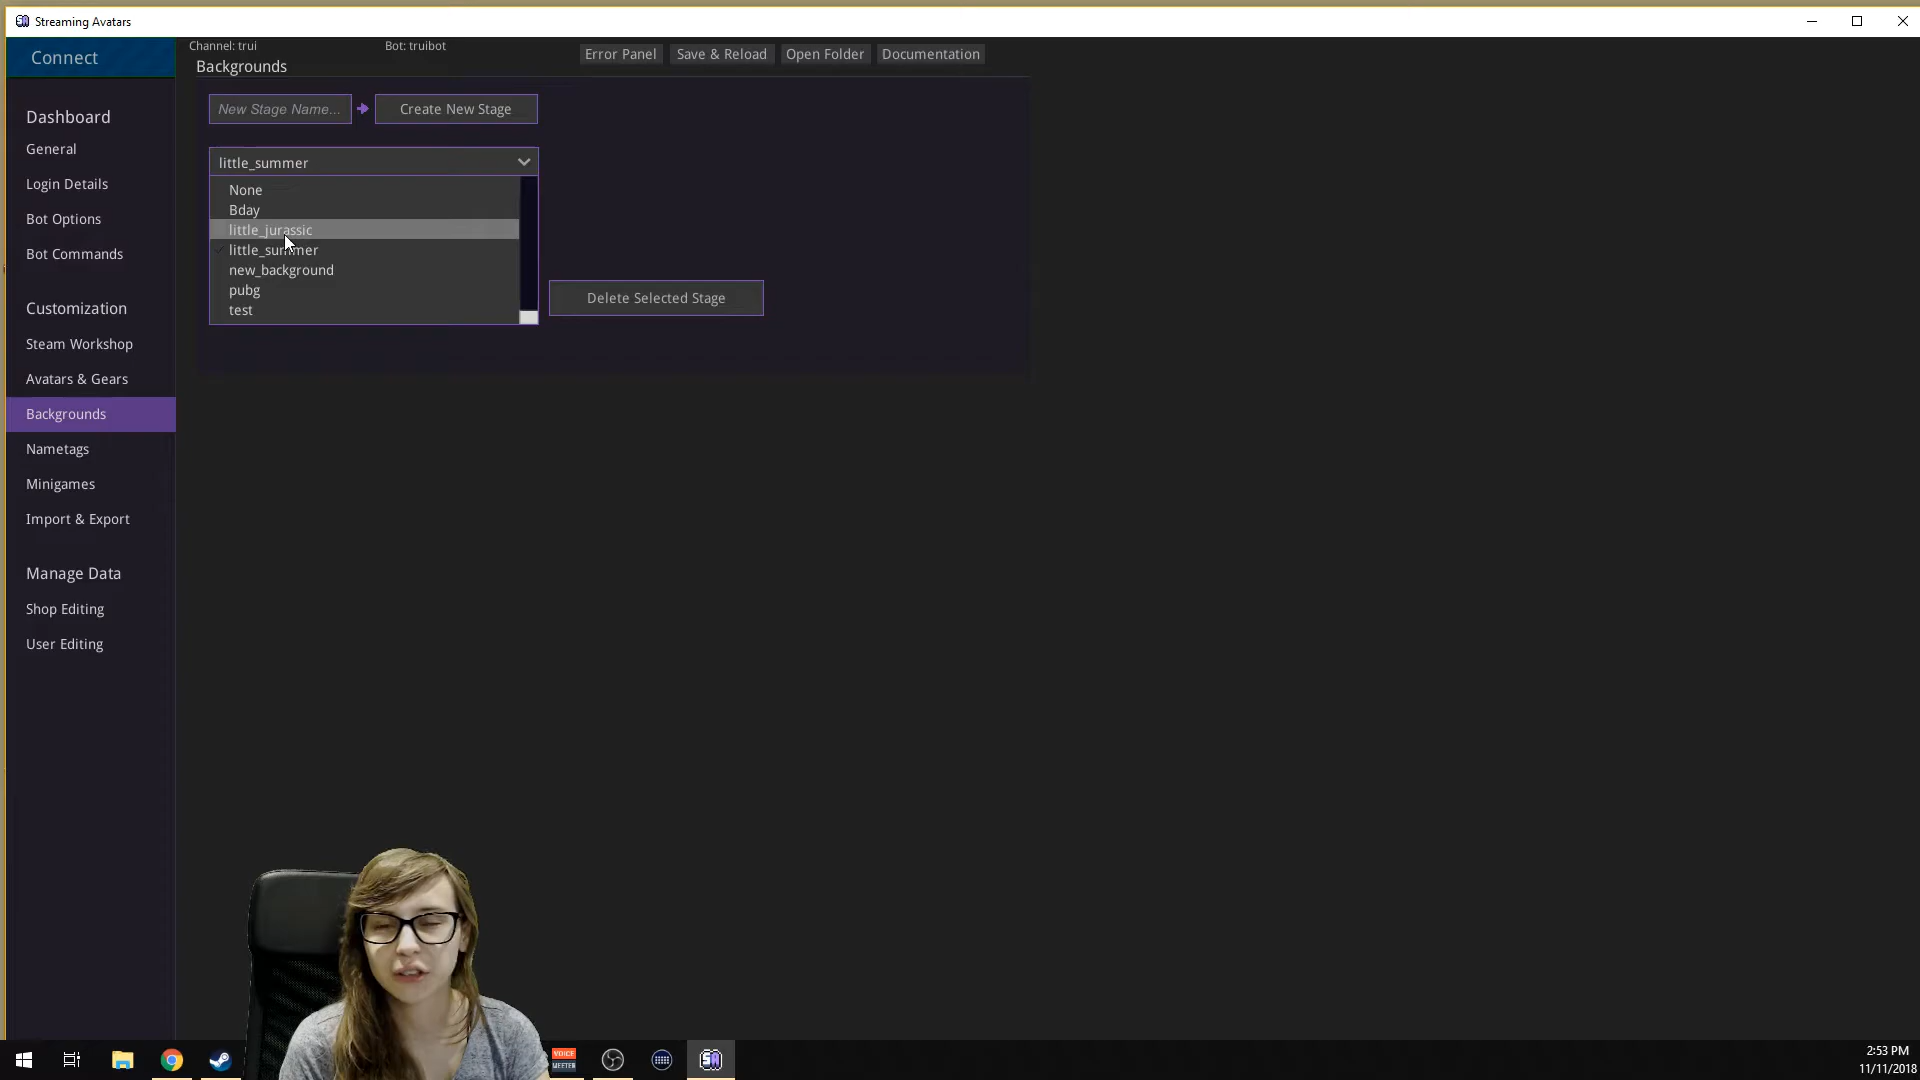 Streaming Avatars
Connect
Channel: trui
Bot: truibot
Error Panel
Save & Reload
Open Folder
Documentation
Backgrounds
New Stage Name...
Create New Stage
little_summer
None
Bday
little_jurassic
little_summer
new_background
pubg
test
Delete Selected Stage
Dashboard
General
Login Details
Bot Options
Bot Commands
Customization
Steam Workshop
Avatars & Gears
Backgrounds
Nametags
Minigames
Import & Export
Manage Data
Shop Editing
User Editing
VOICE
MEETER
SA
2:53 PM
11/11/2018